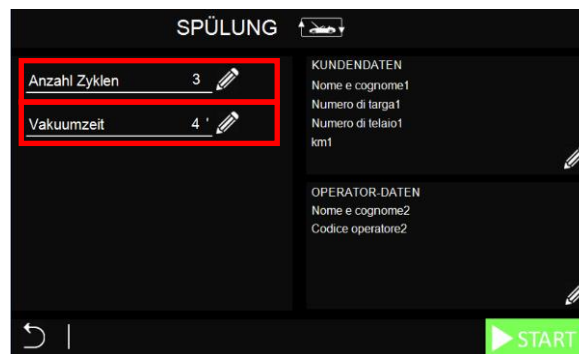 SPÜLUNG
Anzahl Zyklen 3
Vakuumzeit 4 '
KUNDENDATEN
Nome e cognome1
Numero di targa1
Numero di telaio1
km1
OPERATOR-DATEN
Nome e cognome2
Codice operatore2
START